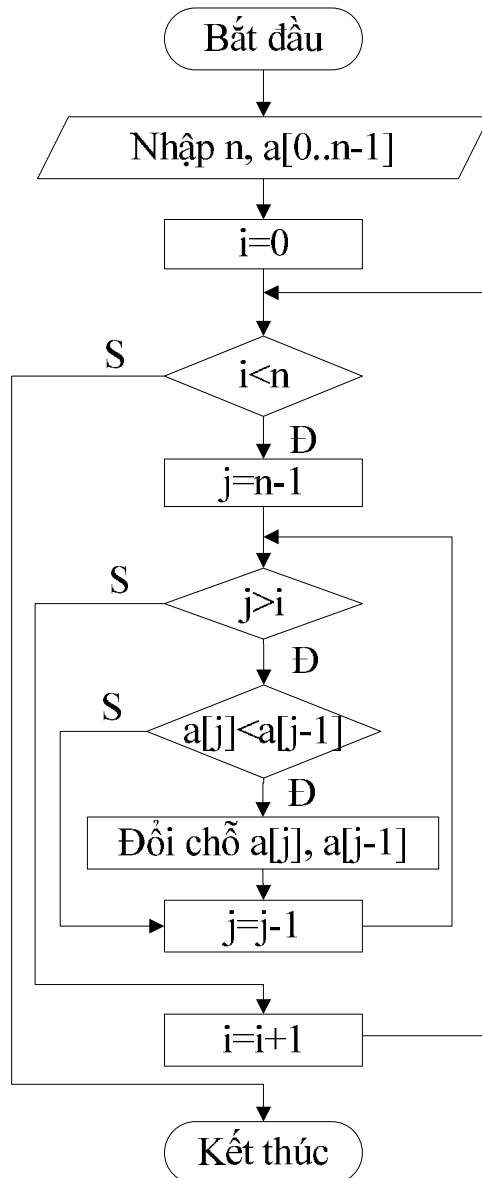 Bắt đầu
Nhập n, a[0..n-1]
i=0
S
i<n
Đ
j=n-1
S
j>i
Đ
S
a[j]<a[j-1]
Đ
Đổi chỗ a[j], a[j-1]
j=j-1
i=i+1
Kết thúc